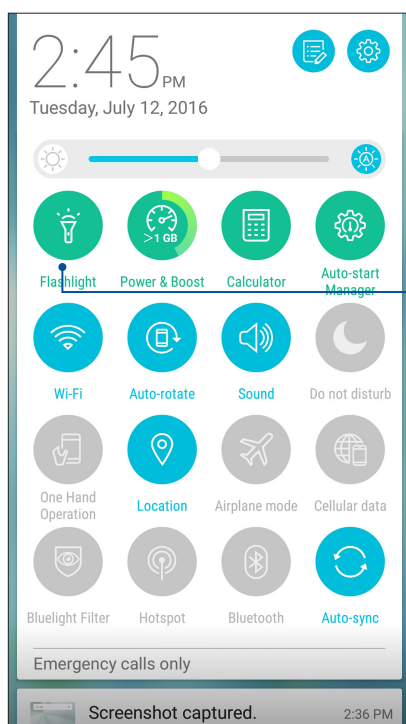 2:45 PM
Tuesday, July 12, 2016
A
>1 GB
Flashlight Power & Boost Calculator Auto-start Manager
Wi-Fi Auto-rotate Sound Do not disturb
One Hand Operation Location Airplane mode Cellular data
Bluelight Filter Hotspot Bluetooth Auto-sync
Emergency calls only
Screenshot captured. 2:36 PM